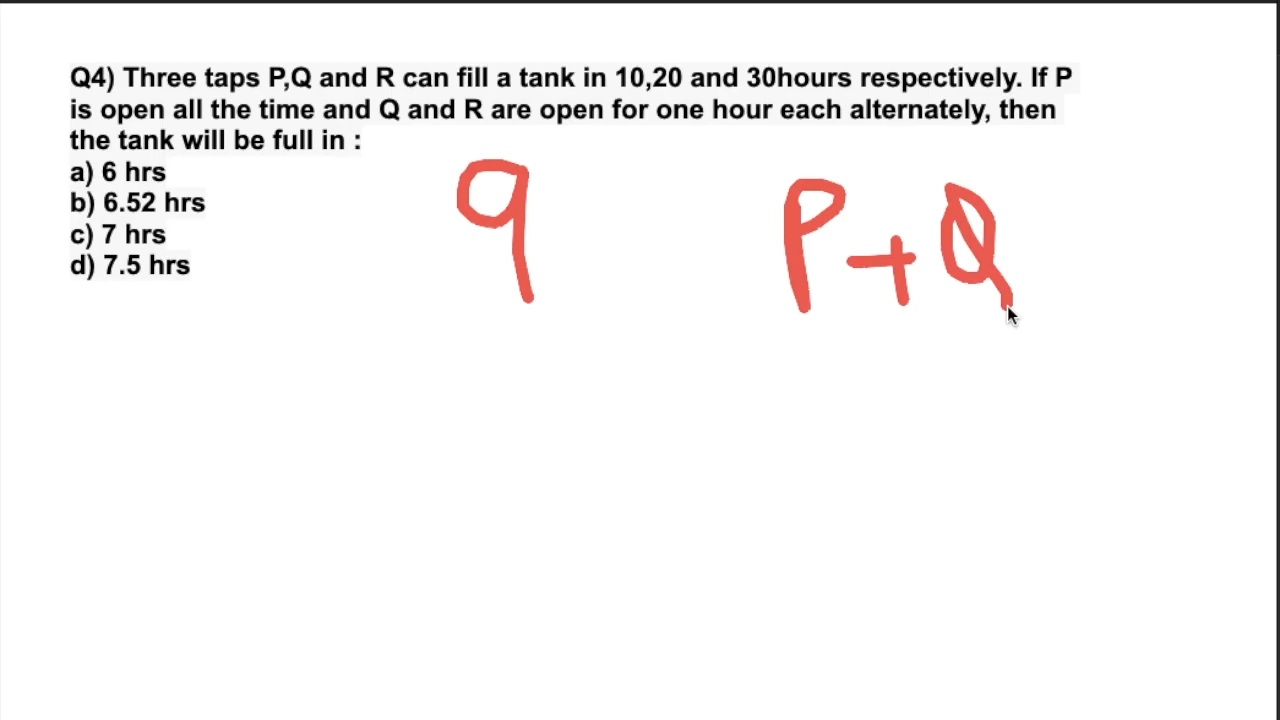 Q4) Three taps P,Q and R can fill a tank in 10,20 and 30hours respectively. If P
is open all the time and Q and R are open for one hour each alternately, then
the tank will be full in :
a) 6 hrs
b) 6.52 hrs
c) 7 hrs
d) 7.5 hrs
9 P+Q